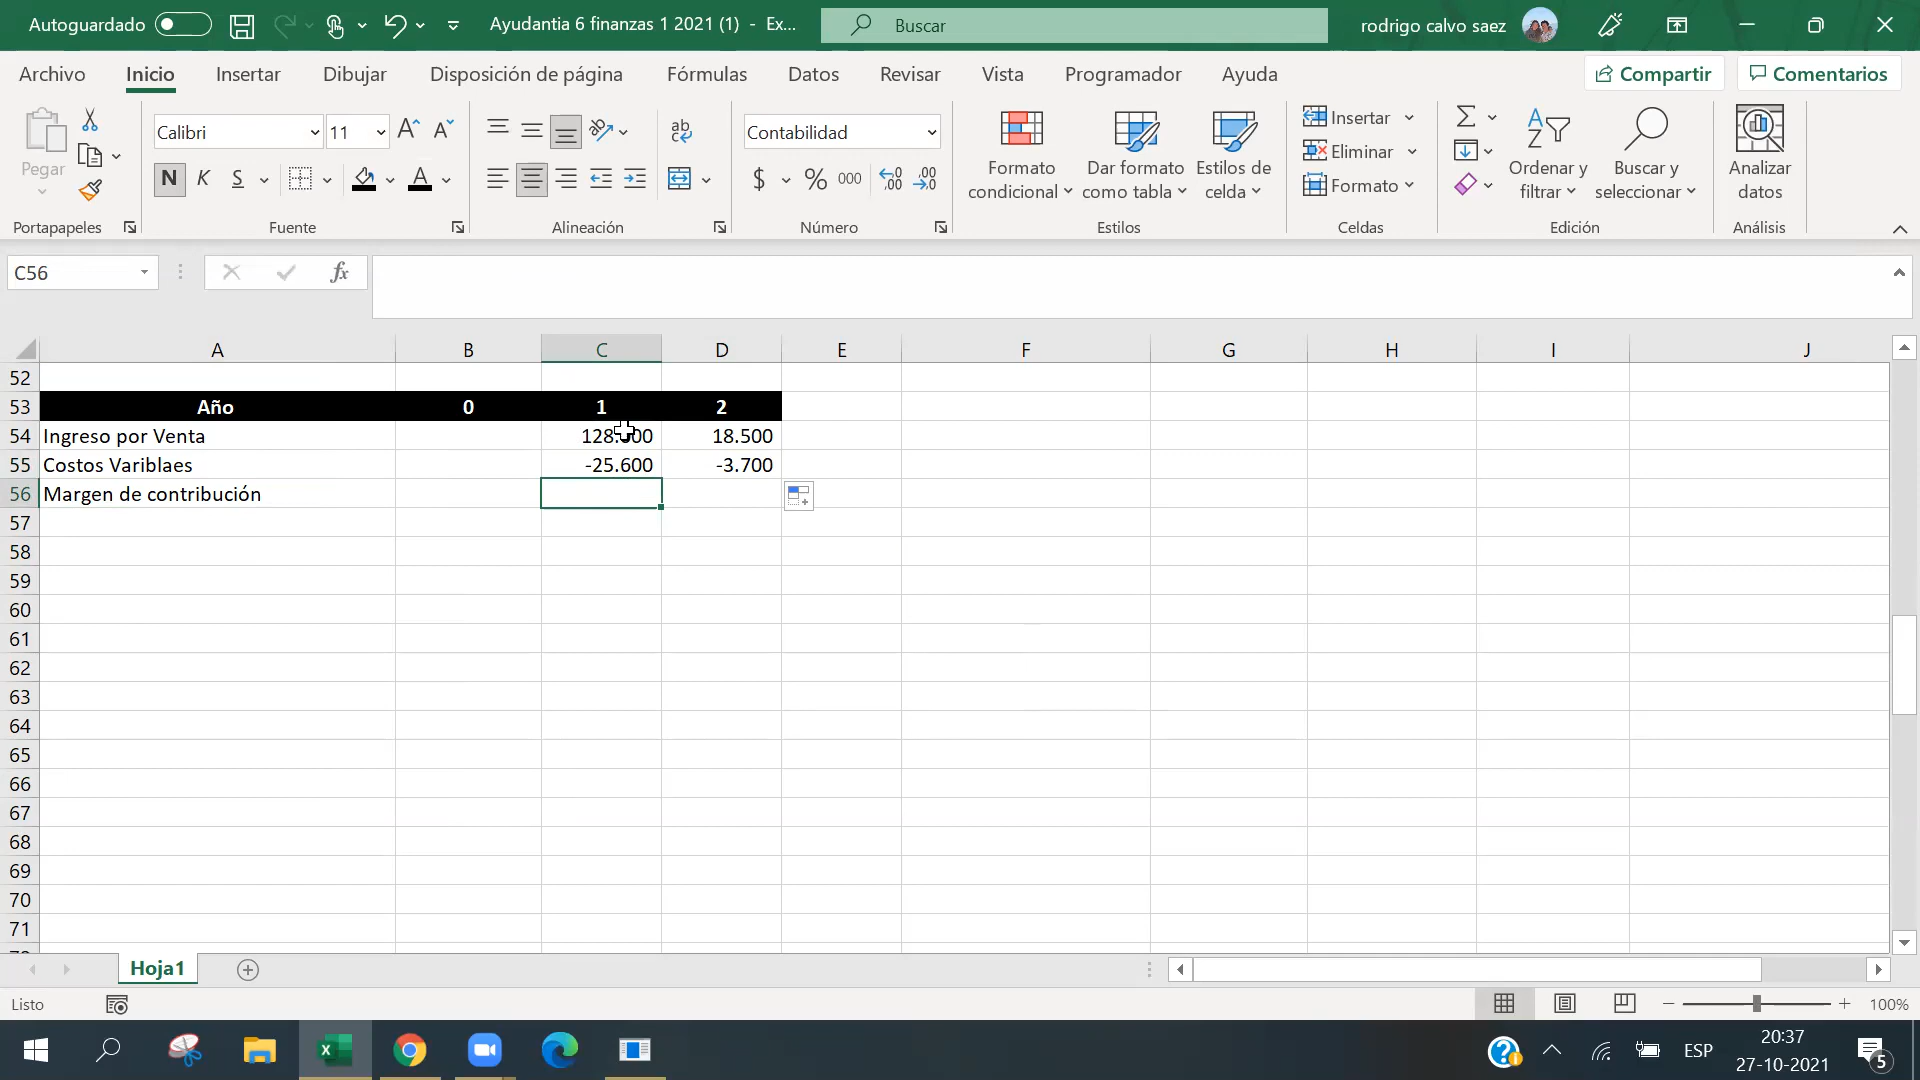 Autoguardado Ayudantia 6 finanzas 1 2021 (1) - Ex... Buscar rodrigo calvo saez
Archivo Inicio Insertar Dibujar Disposición de página Fórmulas Datos Revisar Vista Programador Ayuda Compartir Comentarios
Pegar
Calibri 11
N K S
ab
Contabilidad
$ % 000
Formato condicional
Dar formato como tabla
Estilos de celda
Insertar
Eliminar
Formato
Ordenar y filtrar
Buscar y seleccionar
Analizar datos
Portapapeles Fuente Alineación Número Estilos Celdas Edición Análisis
C56 fx
A B C D E F G H I J
52
53 Año 0 1 2
54 Ingreso por Venta 18.500
55 Costos Variblaes -25.600 -3.700
56 Margen de contribución
57
58
59
60
61
62
63
64
65
66
67
68
69
70
71
Hoja1
Listo 100%
ESP 20:37
27-10-2021 5